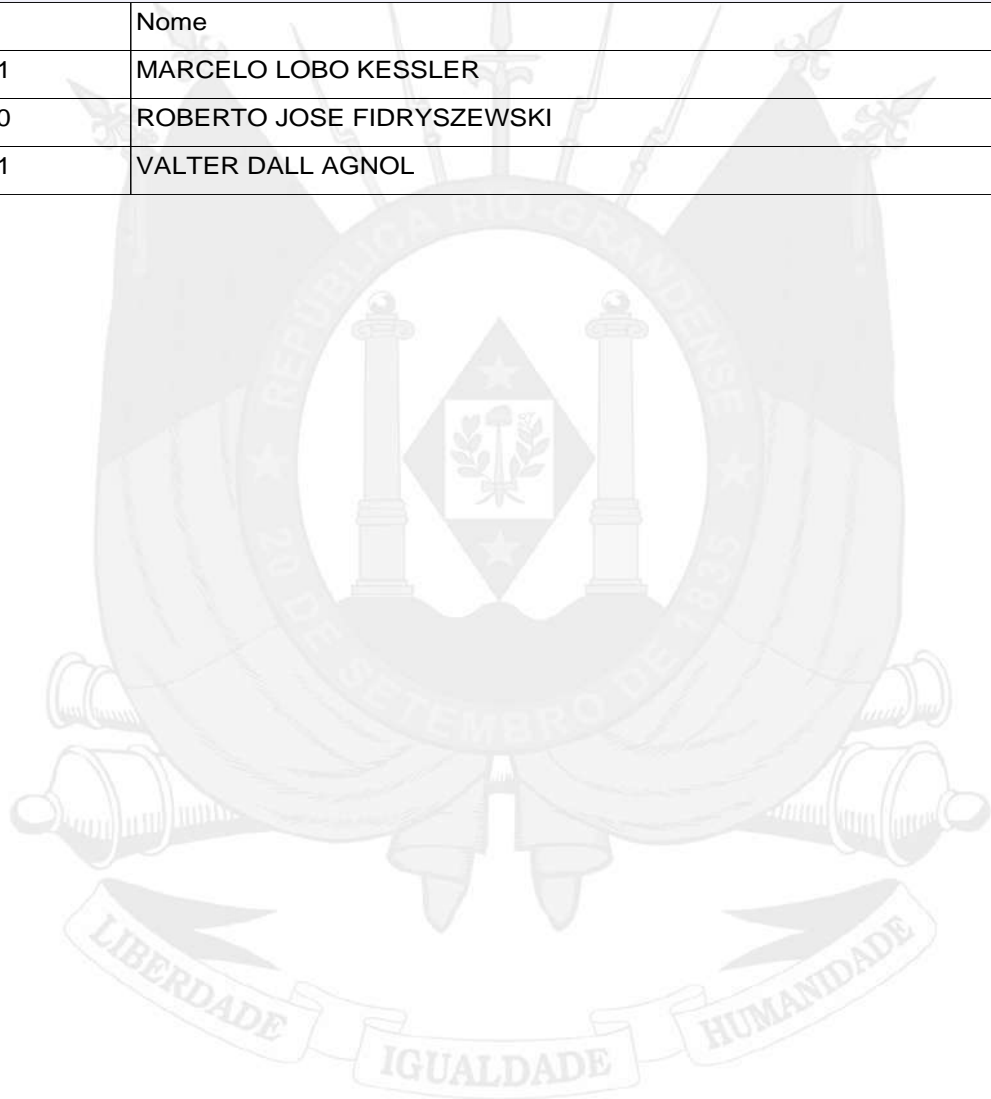 Nome
1 MARCELO LOBO KESSLER
0 ROBERTO JOSE FIDRYSZEWSKI
1 VALTER DALL AGNOL
REPÚBLICA RIO-GRANDENSE
20 DE SETEMBRO DE 1835
LIBERDADE IGUALDADE HUMANIDADE